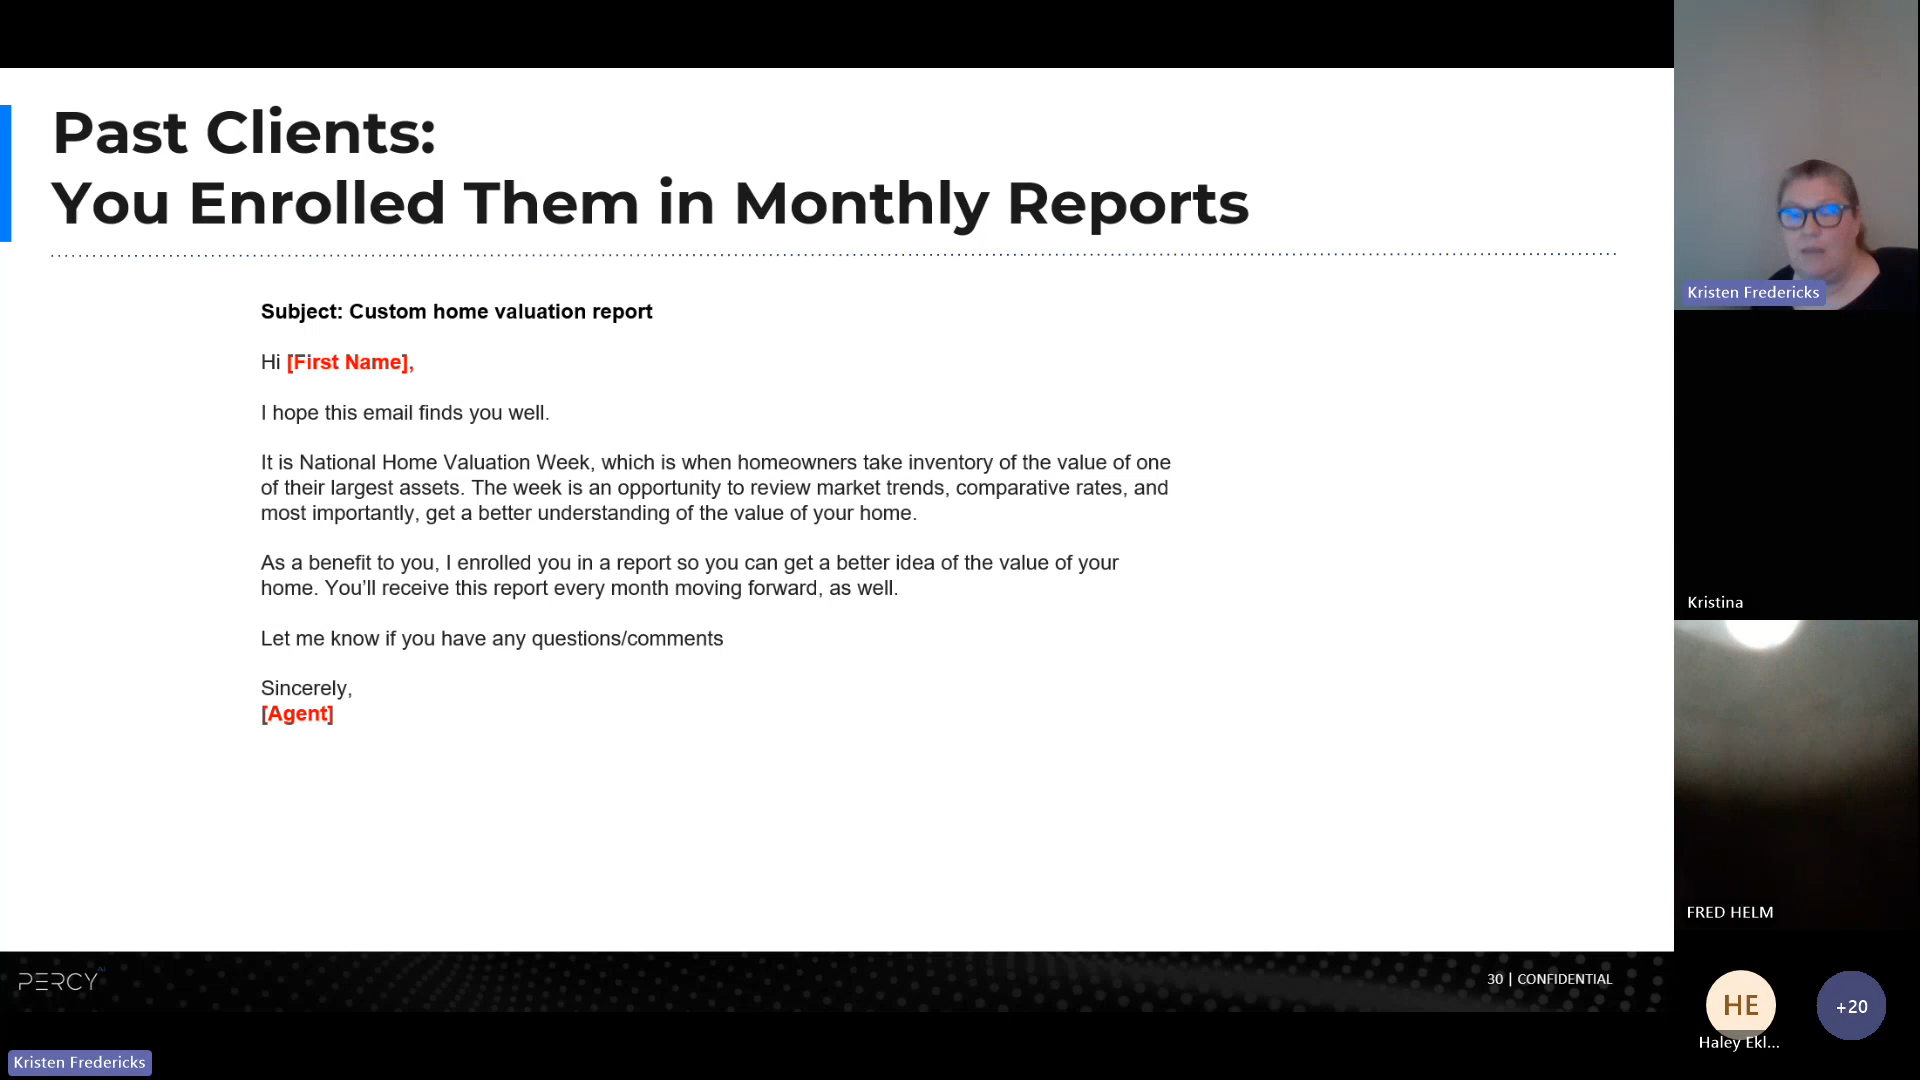 Past Clients:
You Enrolled Them in Monthly Reports
Subject: Custom home valuation report
Hi [First Name],
I hope this email finds you well.
It is National Home Valuation Week, which is when homeowners take inventory of the value of one
of their largest assets. The week is an opportunity to review market trends, comparative rates, and
most importantly, get a better understanding of the value of your home.
As a benefit to you, I enrolled you in a report so you can get a better idea of the value of your
home. You’ll receive this report every month moving forward, as well.
Let me know if you have any questions/comments
Sincerely,
[Agent]
PERCY AI
30 | CONFIDENTIAL
Kristen Fredericks
Kristen Fredericks
Kristina
FRED HELM
HE
Haley Ekl...
+20